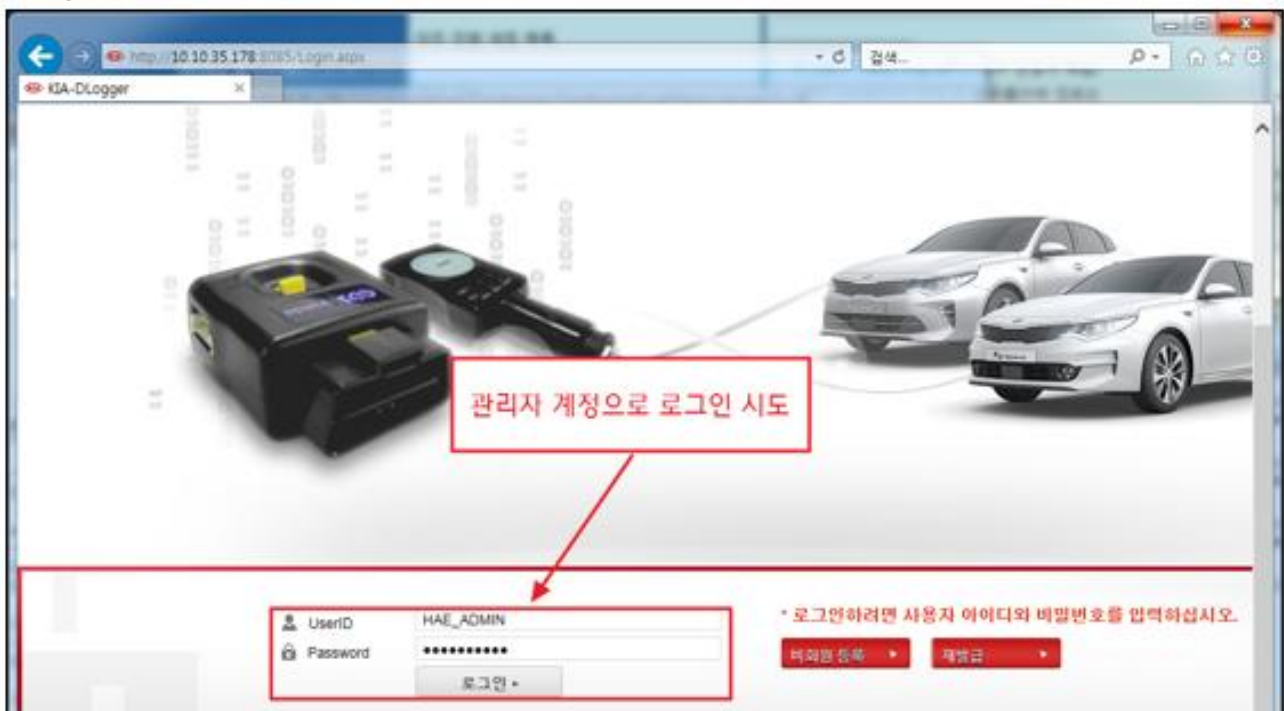 http://10.10.35.178:8085/Login.aspx
검색...
KIA-DLogger
관리자 계정으로 로그인 시도
UserID
HAE_ADMIN
* 로그인하려면 사용자 아이디와 비밀번호를 입력하십시오.
Password
••••••••••
비회원 등록
재발급
로그인